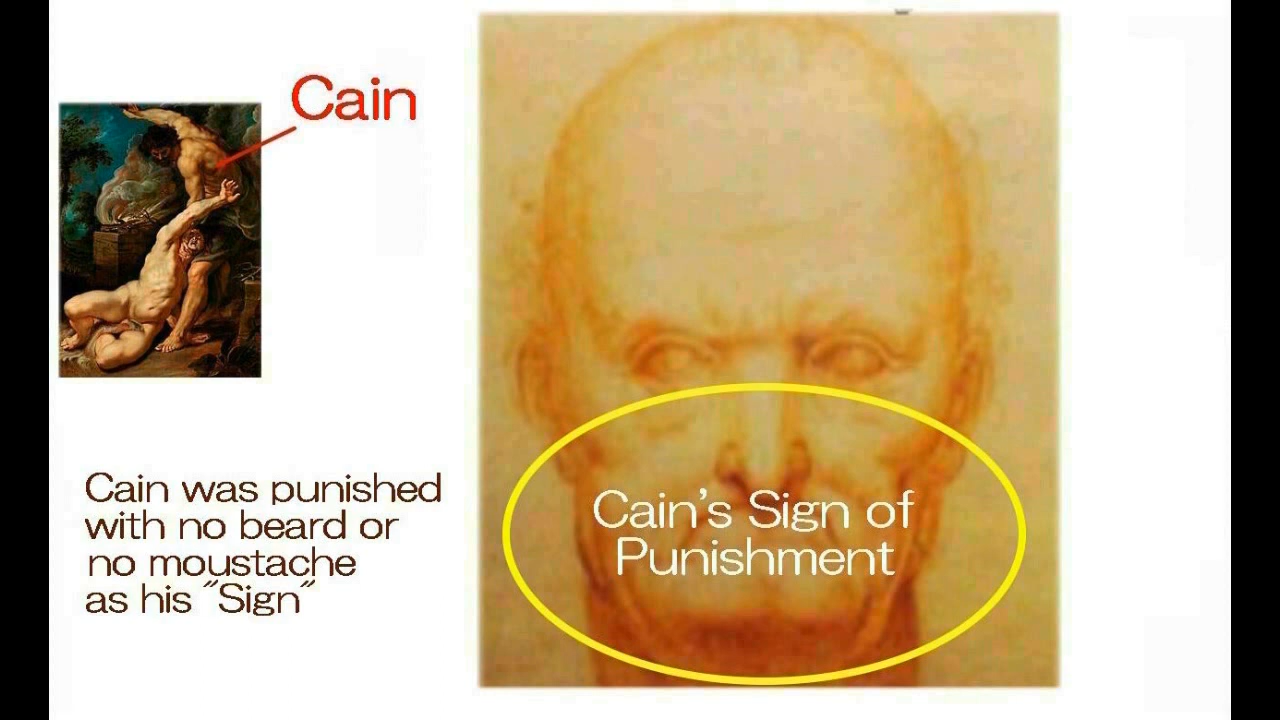 Cain
Cain was punished
with no beard or
no moustache
as his "Sign"
Cain's Sign of
Punishment